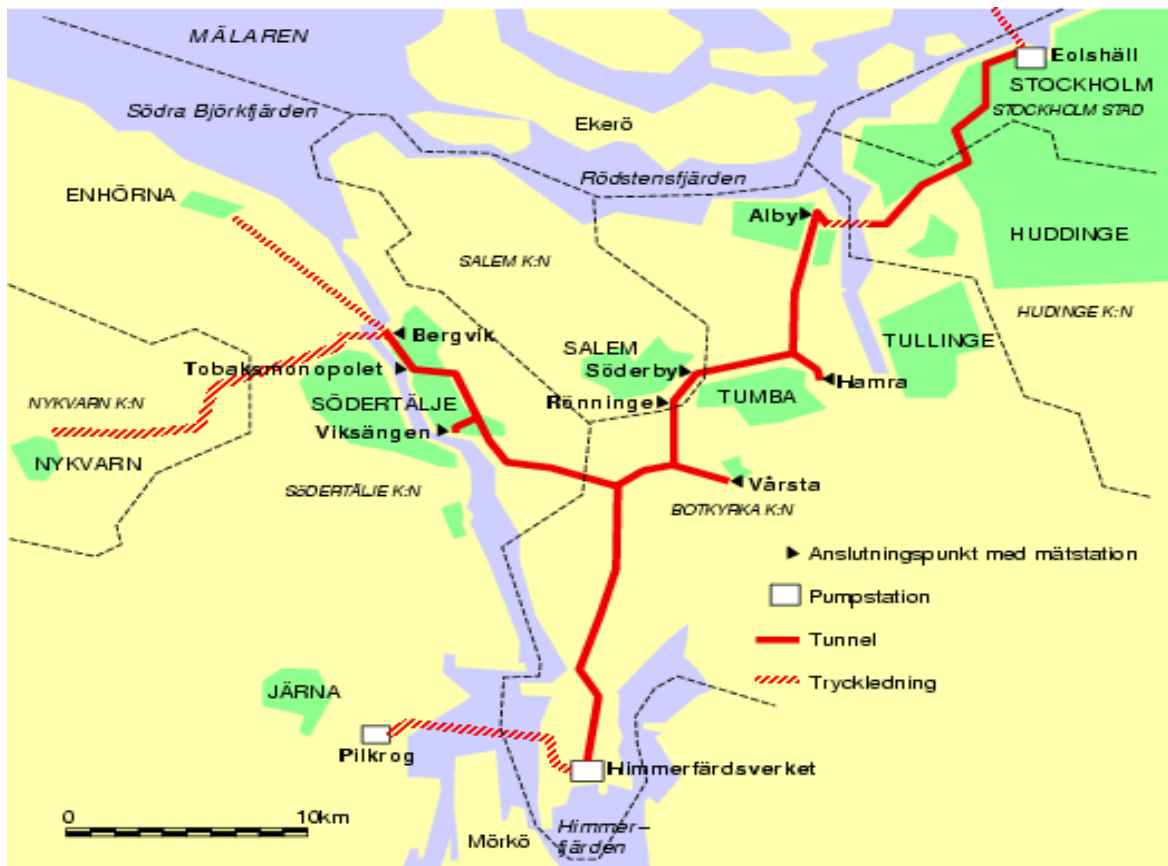 MÄLAREN
Eolshäll
STOCKHOLM
STOCKHOLM STAD
Södra Björkfjärden
Ekerö
Rödstensfjärden
ENHÖRNA
Alby
HUDDINGE
SALEM K:N
HUDINGE K:N
Bergvik
TULLINGE
SALEM
Tobaksmonopolet
Söderby
Hamra
NYKVARN K:N
SÖDERTÄLJE
Rönninge
TUMBA
Viksängen
NYKVARN
SÖDERTÄLJE K:N
Vårsta
BOTKYRKA K:N
Anslutningspunkt med mätstation
Pumpstation
Tunnel
Tryckledning
JÄRNA
Pilkrog
Himmerfärdsverket
0 10km
Mörkö
Himmer–
fjärden